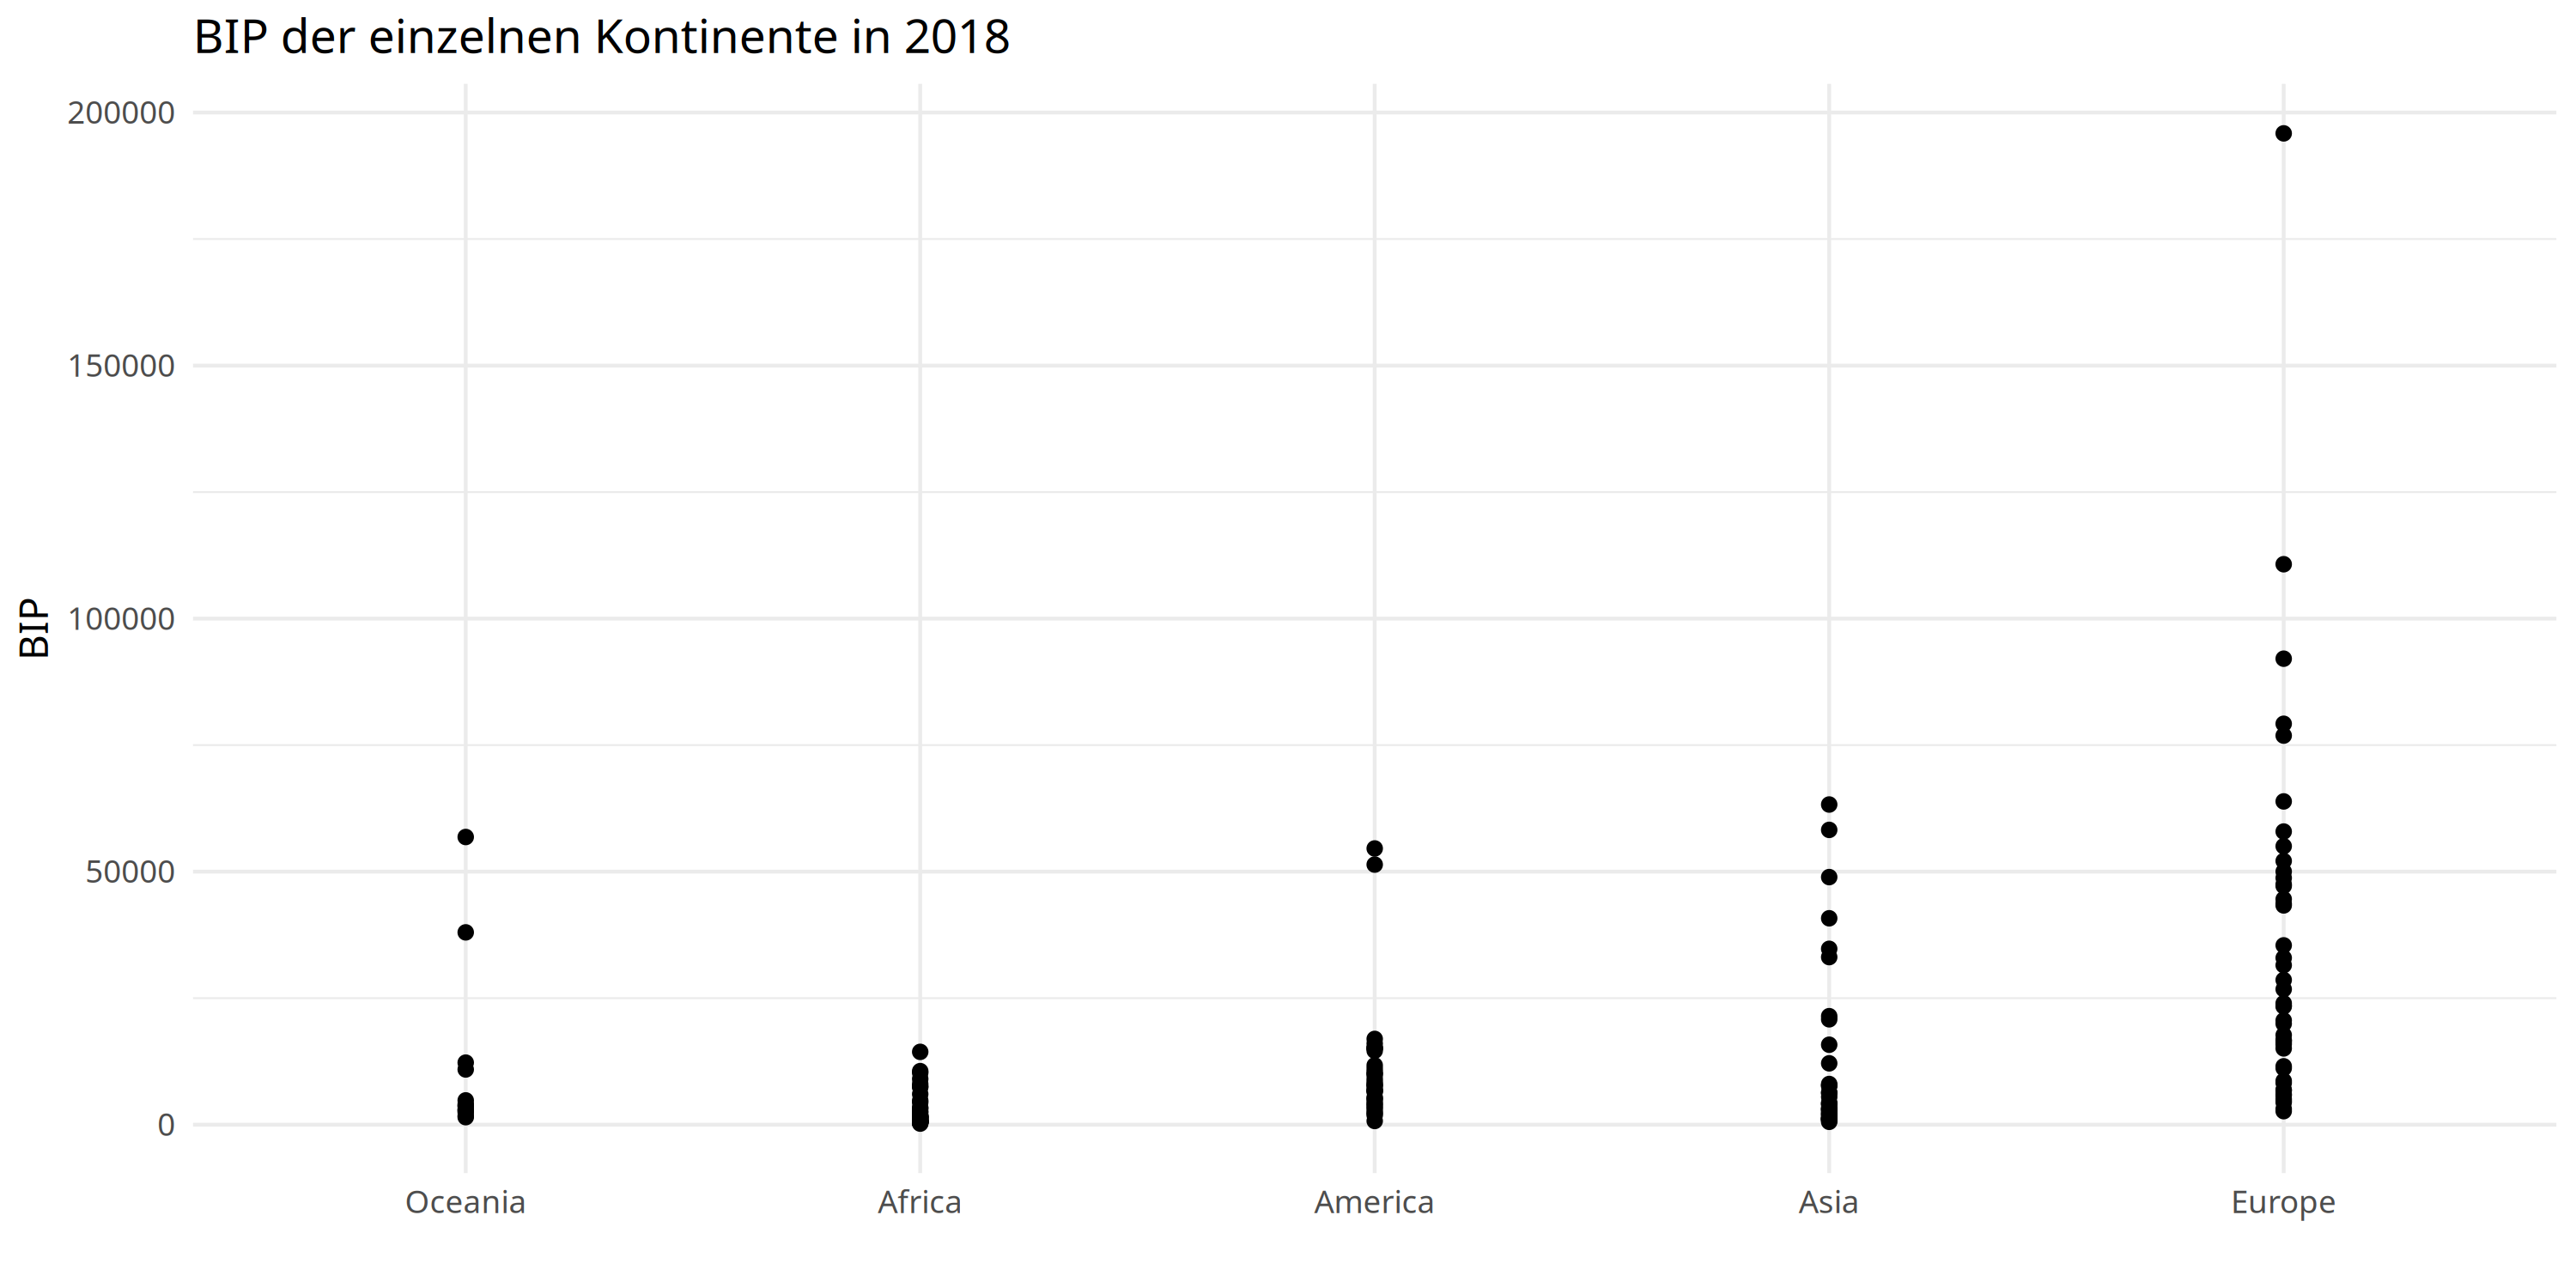 BIP der einzelnen Kontinente in 2018
200000
150000
100000
50000
0
BIP
Oceania Africa America Asia Europe